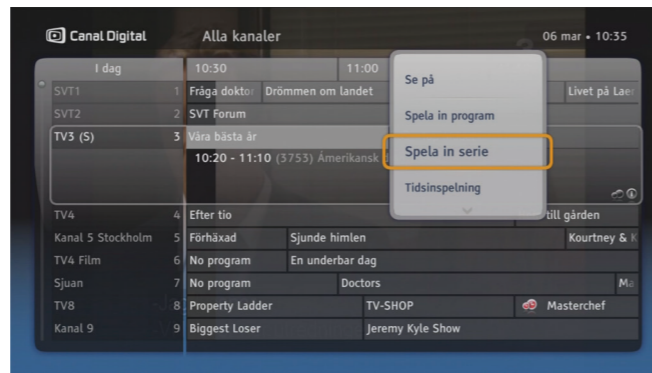 Canal Digital Alla kanaler 06 mar • 10:35
I dag 10:30 11:00
SVT1 1 Fråga doktor Drömmen om landet Livet på Laer
SVT2 2 SVT Forum
TV3 (S) 3 Våra bästa år
10:20 - 11:10 (3753) Amerikansk
TV4 4 Efter tio till gården
Kanal 5 Stockholm 5 Förhäxad Sjunde himlen Kourtney & K
TV4 Film 6 No program En underbar dag
Sjuan 7 No program Doctors Ma
TV8 8 Property Ladder TV-SHOP Masterchef
Kanal 9 9 Biggest Loser Jeremy Kyle Show
Se på
Spela in program
Spela in serie
Tidsinspelning